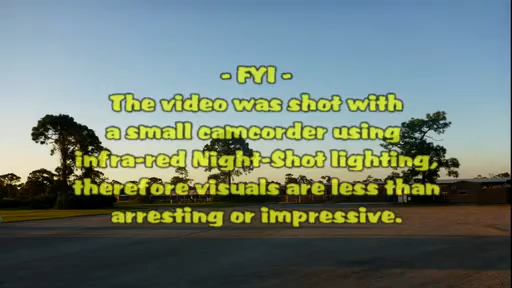 - FYI -
The video was shot with
a small camcorder using
infra-red Night-Shot lighting,
therefore visuals are less than
arresting or impressive.